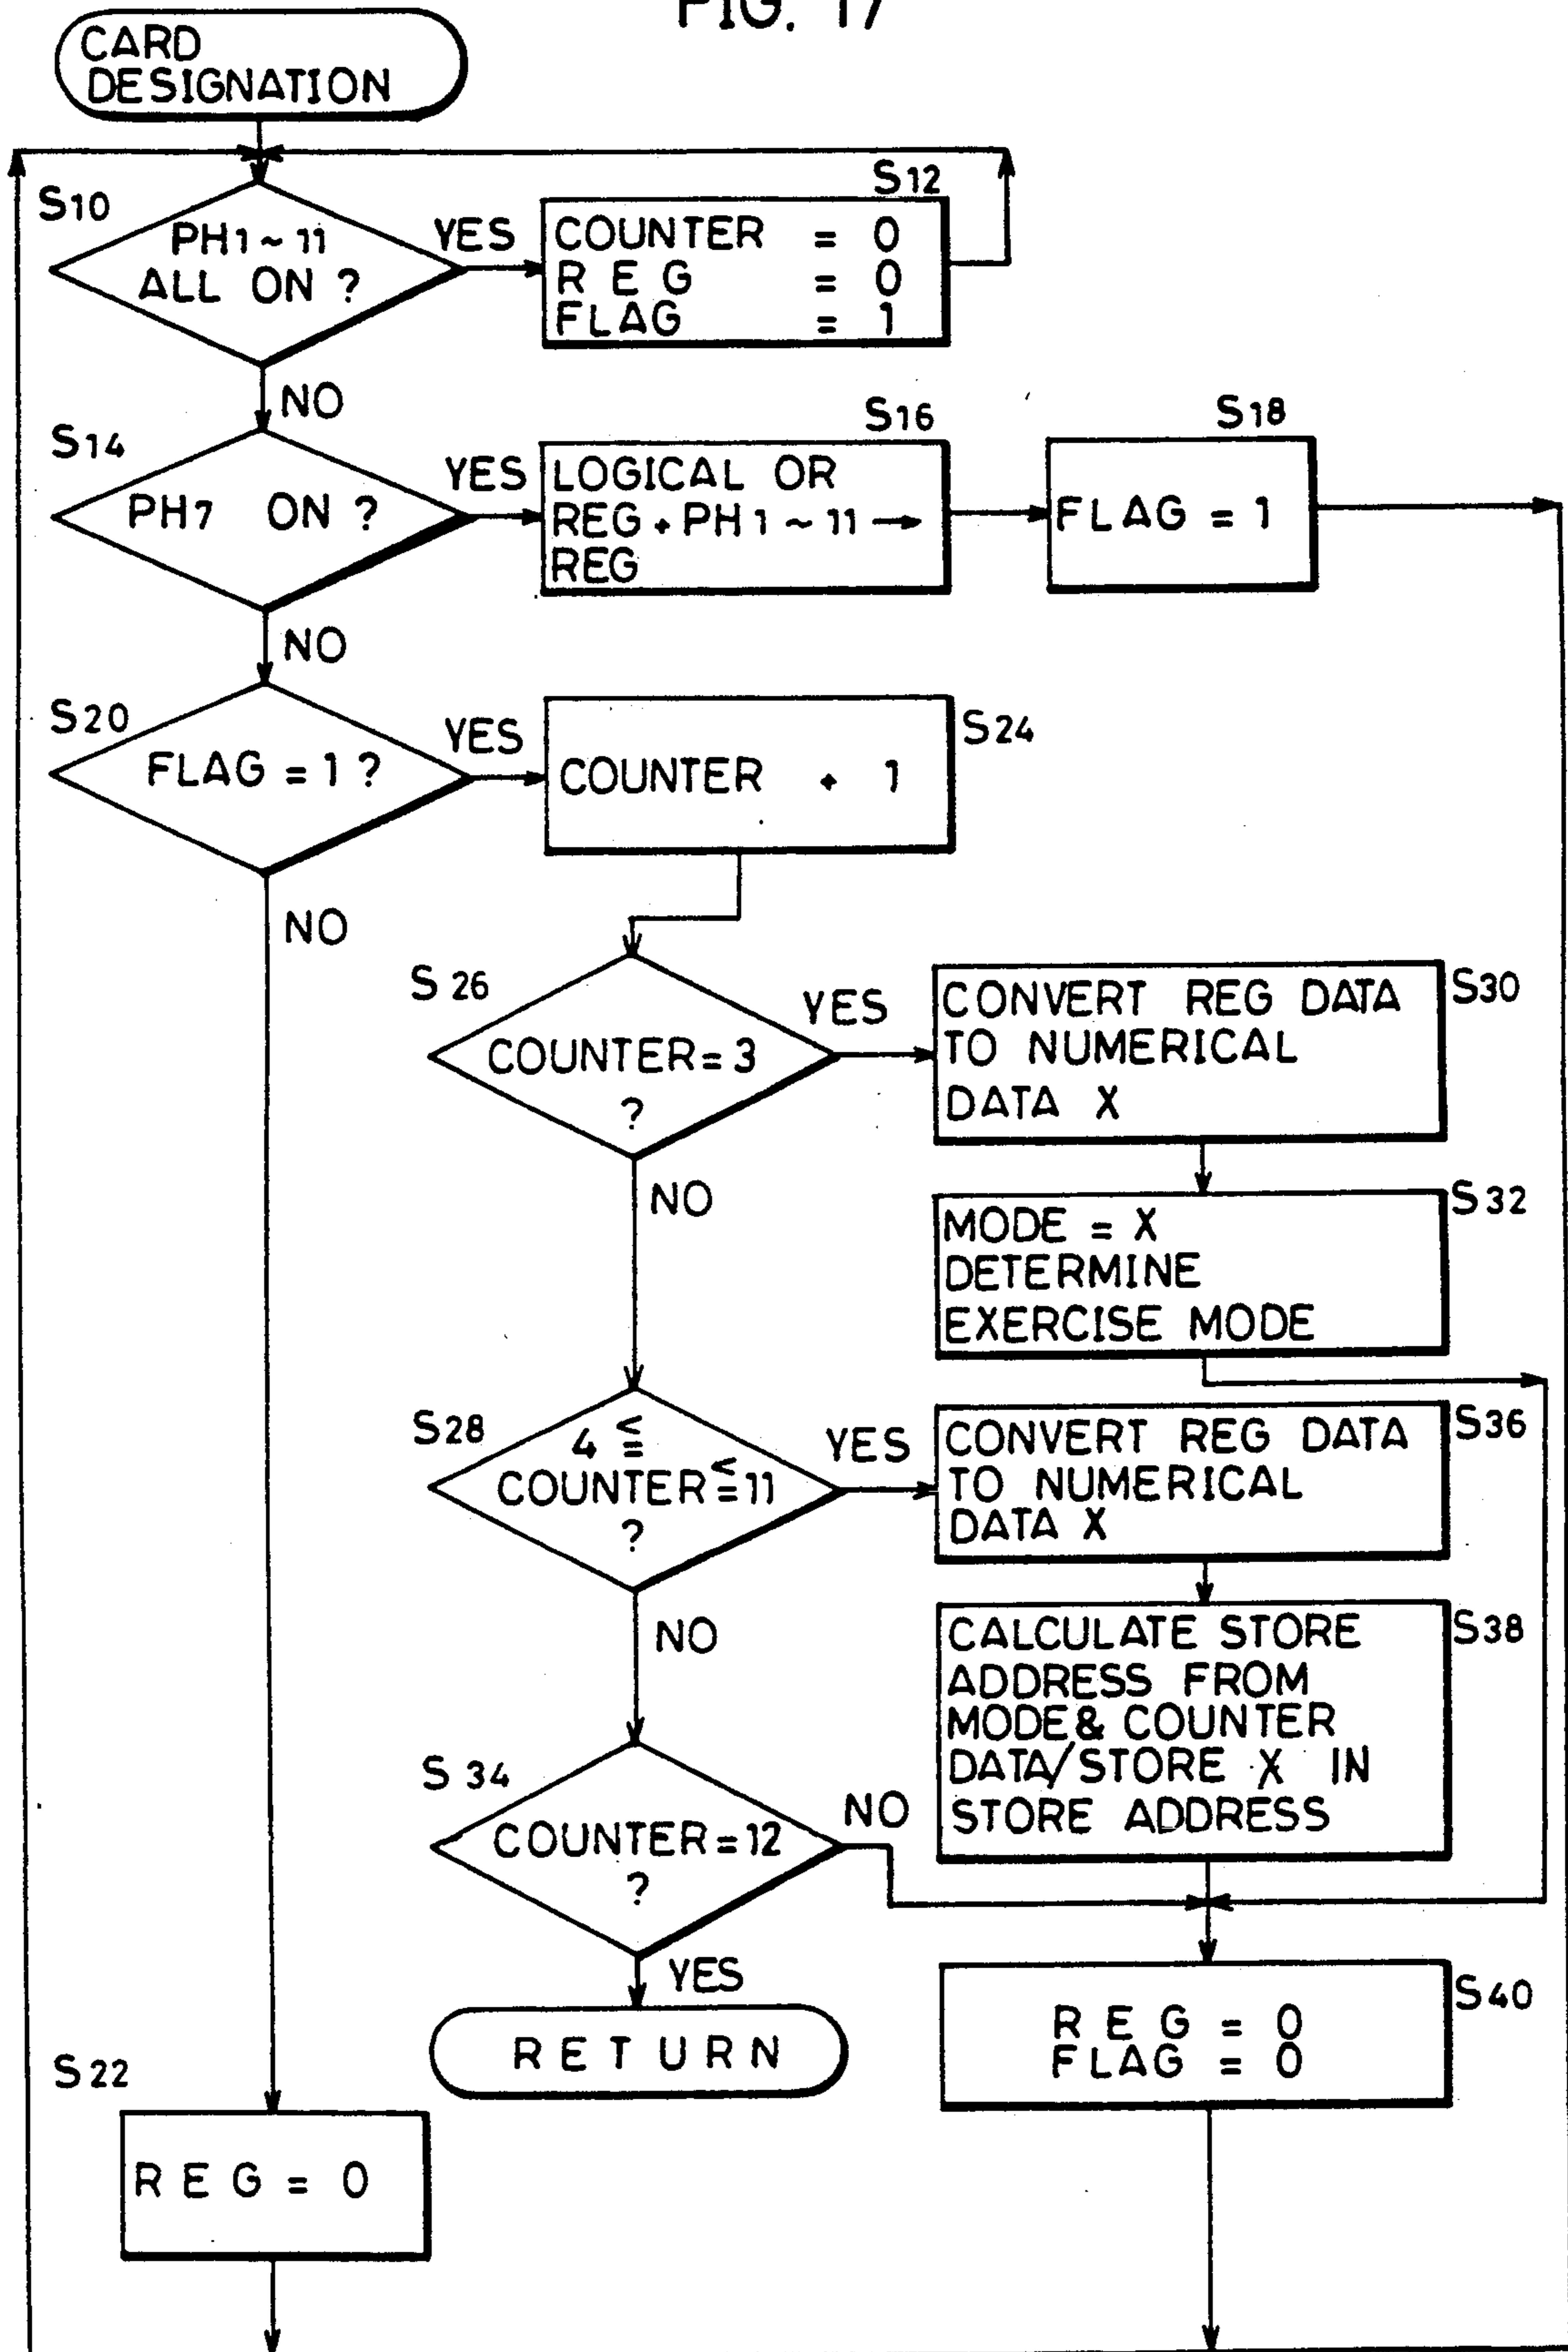 FIG. 17
CARD
DESIGNATION
S10
PH1 ~ 11
ALL ON ?
YES
S12
COUNTER = 0
REG = 0
FLAG = 1
NO
S14
PH7 ON ?
YES
S16
LOGICAL OR
REG + PH1 ~ 11 →
REG
S18
FLAG = 1
NO
S20
FLAG = 1 ?
YES
S24
COUNTER + 1
NO
S26
COUNTER = 3
?
YES
S30
CONVERT REG DATA
TO NUMERICAL
DATA X
NO
S32
MODE = X
DETERMINE
EXERCISE MODE
S28
4 ≦
COUNTER ≦ 11
?
YES
S36
CONVERT REG DATA
TO NUMERICAL
DATA X
NO
S38
CALCULATE STORE
ADDRESS FROM
MODE & COUNTER
DATA/STORE X IN
STORE ADDRESS
S34
COUNTER = 12
?
NO
YES
RETURN
S40
REG = 0
FLAG = 0
S22
REG = 0